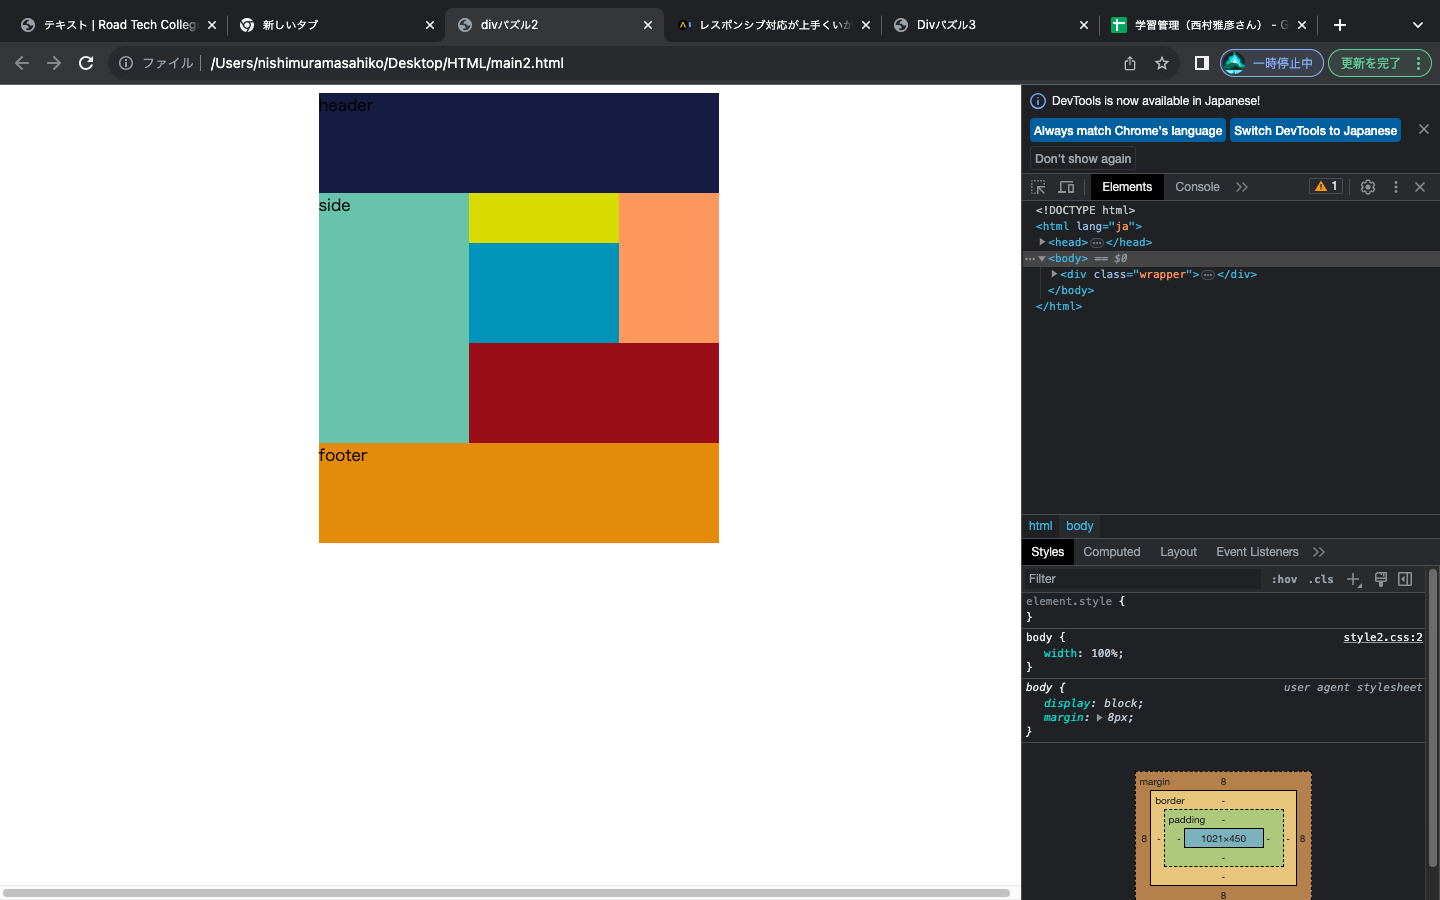 テキスト | Road Tech Colleg
新しいタブ
divパズル2
レスポンシブ対応が上手くいか
Divパズル3
学習管理（西村雅彦さん） - G
ファイル
/Users/nishimuramasahiko/Desktop/HTML/main2.html
一時停止中
更新を完了
header
side
footer
DevTools is now available in Japanese!
Always match Chrome's language
Switch DevTools to Japanese
Don't show again
Elements
Console
1
<!DOCTYPE html>
<html lang="ja">
<head> ⋯ </head>
<body> == $0
<div class="wrapper"> ⋯ </div>
</body>
</html>
html
body
Styles
Computed
Layout
Event Listeners
Filter
:hov
.cls
element.style {
}
body {
style2.css:2
width: 100%;
}
body {
user agent stylesheet
display: block;
margin: 8px;
}
margin
8
border
-
padding
-
8
-
-
1021×450
-
-
8
-
-
8